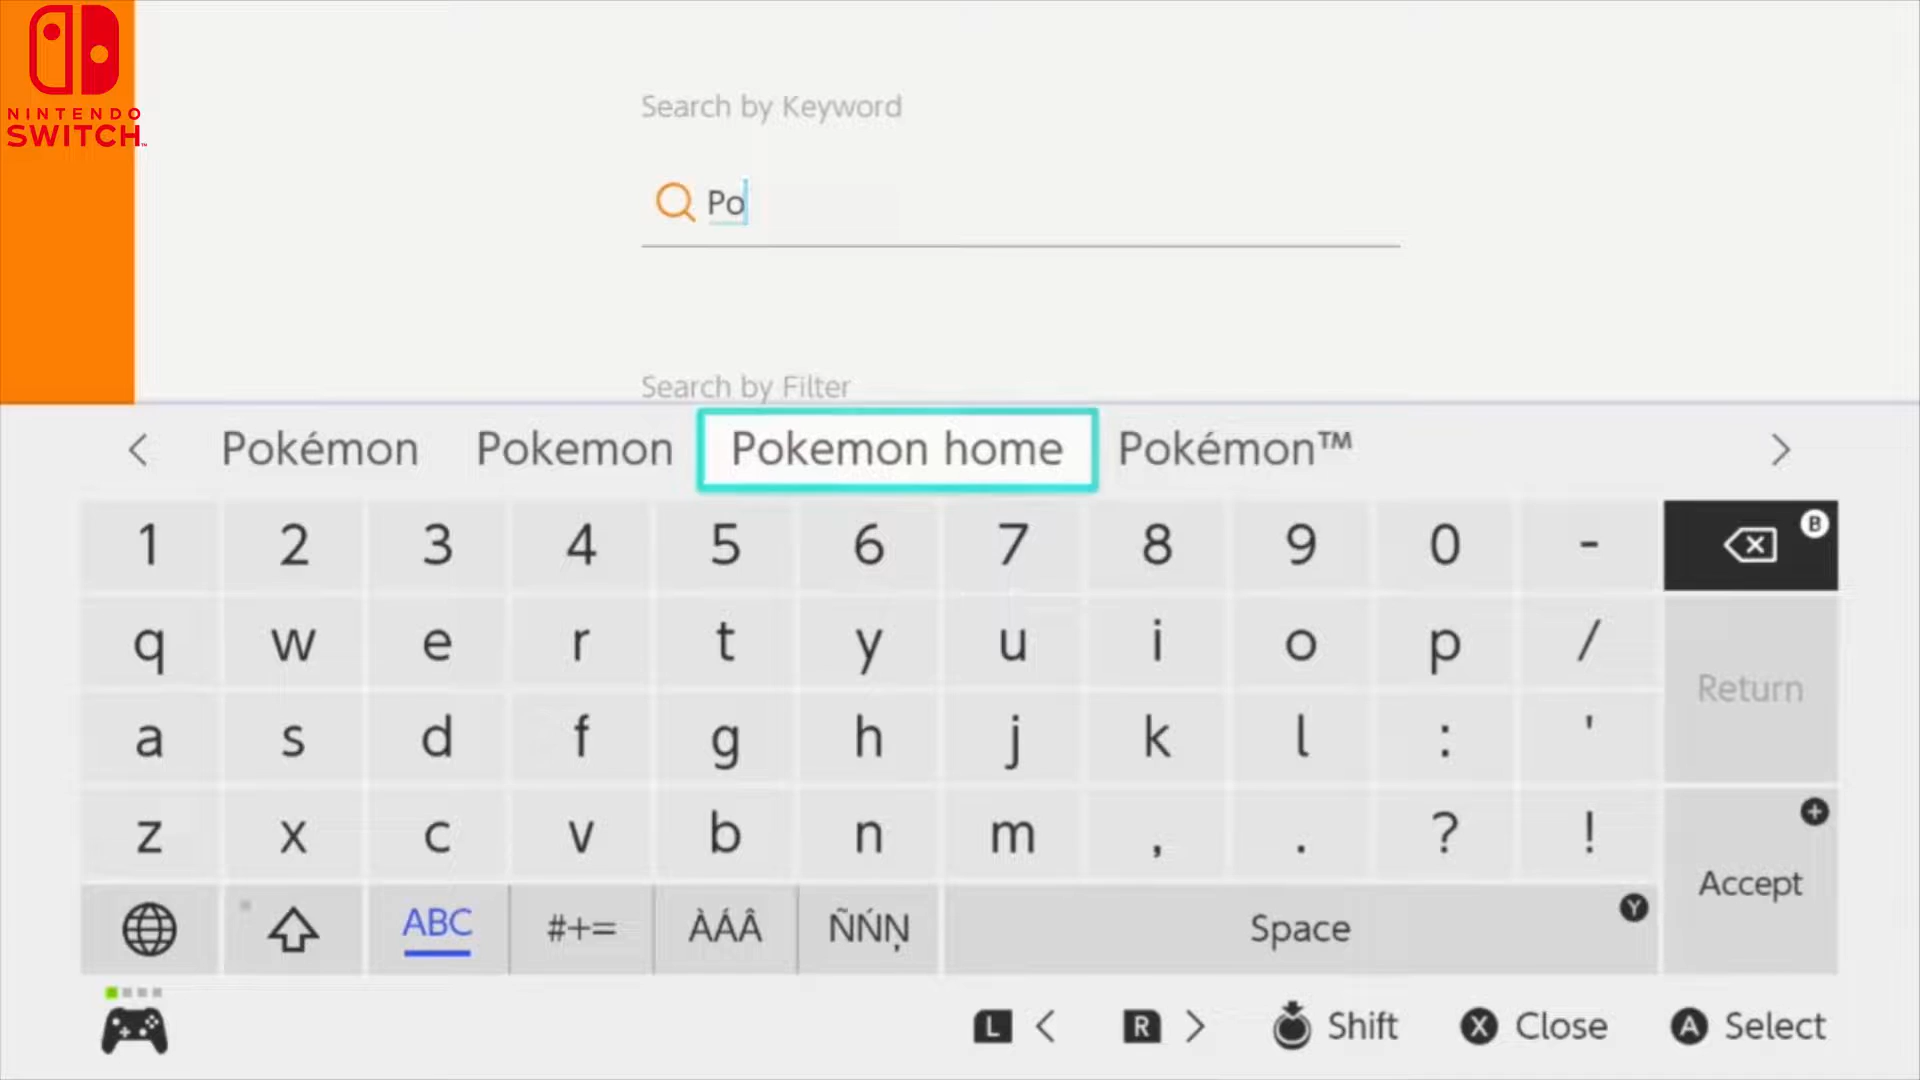 NINTENDO
SWITCH™
Search by Keyword
Po
Search by Filter
< Pokémon Pokemon Pokemon home Pokémon™ >
1 2 3 4 5 6 7 8 9 0 - B
q w e r t y u i o p /
Return
a s d f g h j k l : '
z x c v b n m , . ? ! +
Accept
ABC #+= ÀÁÂ ÑŃŅ Space Y
L < R > Shift X Close A Select